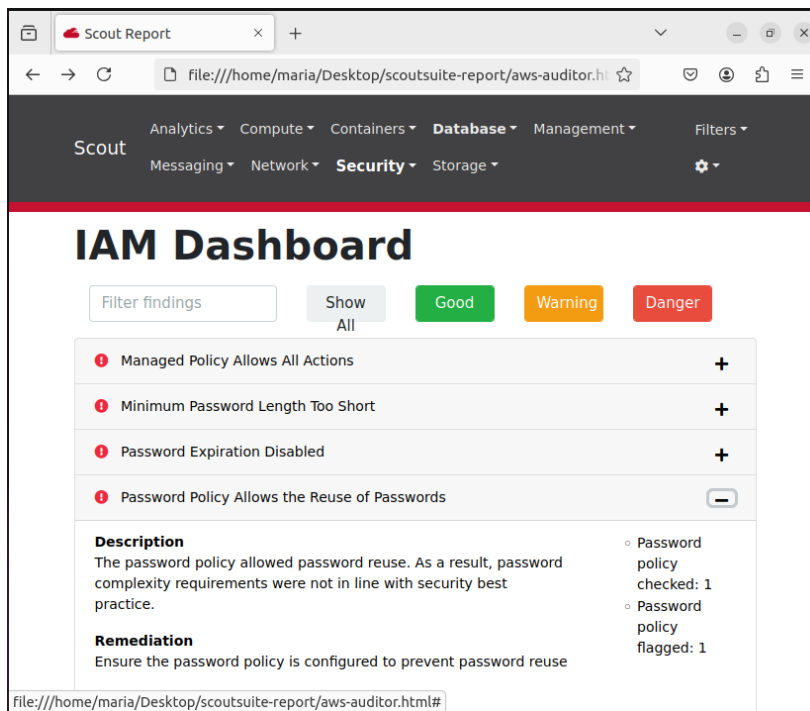 Scout Report
file:///home/maria/Desktop/scoutsuite-report/aws-auditor.h
Analytics Compute Containers Database Management Filters
Scout
Messaging Network Security Storage
IAM Dashboard
Filter findings Show All Good Warning Danger
Managed Policy Allows All Actions
Minimum Password Length Too Short
Password Expiration Disabled
Password Policy Allows the Reuse of Passwords
Description
The password policy allowed password reuse. As a result, password
complexity requirements were not in line with security best
practice.
Remediation
Ensure the password policy is configured to prevent password reuse
Password
policy
checked: 1
Password
policy
flagged: 1
file:///home/maria/Desktop/scoutsuite-report/aws-auditor.html#